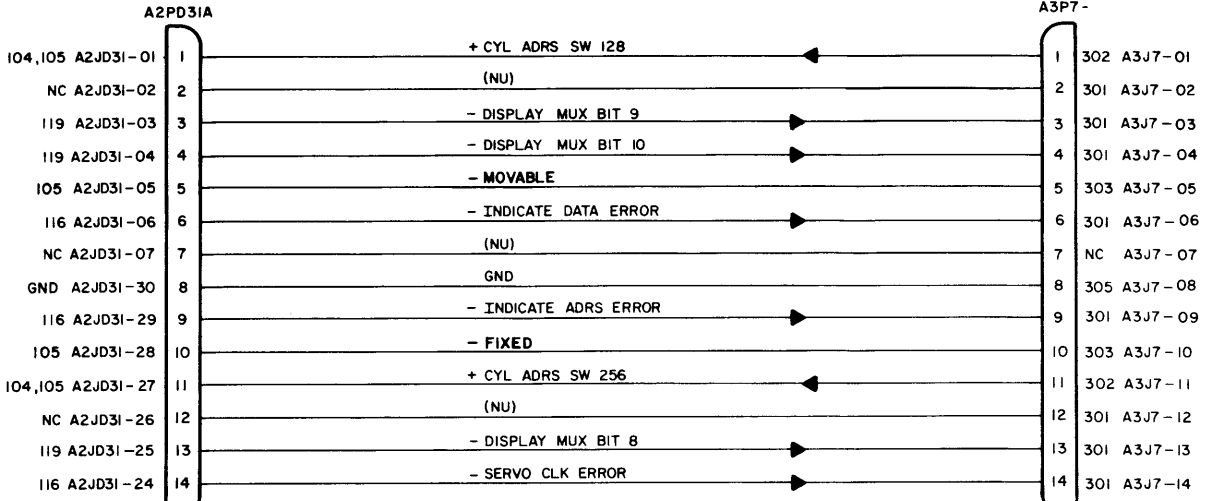 A2PD31A A3P7-
104,105 A2JD31-01 1 + CYL ADRS SW 128 1 302 A3J7-01
NC A2JD31-02 2 (NU) 2 301 A3J7-02
119 A2JD31-03 3 - DISPLAY MUX BIT 9 3 301 A3J7-03
119 A2JD31-04 4 - DISPLAY MUX BIT 10 4 301 A3J7-04
105 A2JD31-05 5 - MOVABLE 5 303 A3J7-05
116 A2JD31-06 6 - INDICATE DATA ERROR 6 301 A3J7-06
NC A2JD31-07 7 (NU) 7 NC A3J7-07
GND A2JD31-30 8 GND 8 305 A3J7-08
116 A2JD31-29 9 - INDICATE ADRS ERROR 9 301 A3J7-09
105 A2JD31-28 10 - FIXED 10 303 A3J7-10
104,105 A2JD31-27 11 + CYL ADRS SW 256 11 302 A3J7-11
NC A2JD31-26 12 (NU) 12 301 A3J7-12
119 A2JD31-25 13 - DISPLAY MUX BIT 8 13 301 A3J7-13
116 A2JD31-24 14 - SERVO CLK ERROR 14 301 A3J7-14